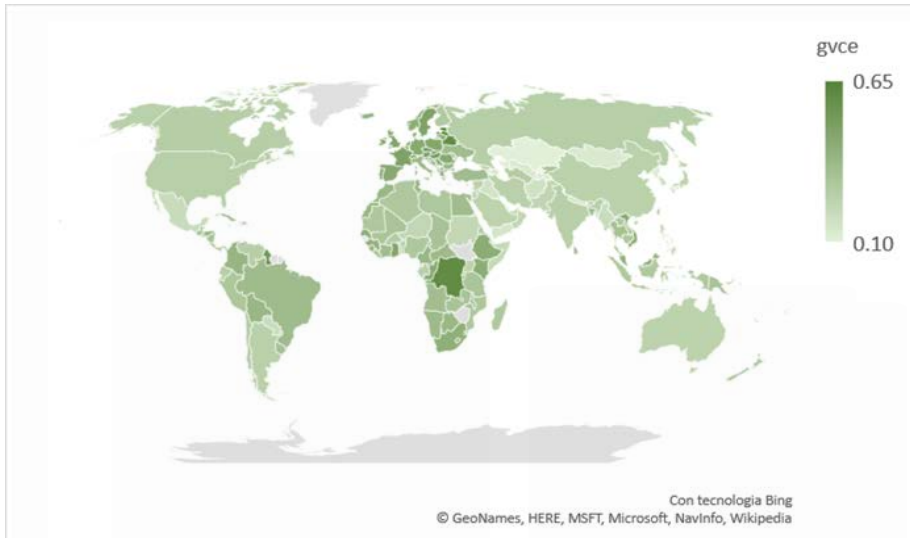 gvce
0.65
0.10
Con tecnologia Bing
© GeoNames, HERE, MSFT, Microsoft, NavInfo, Wikipedia